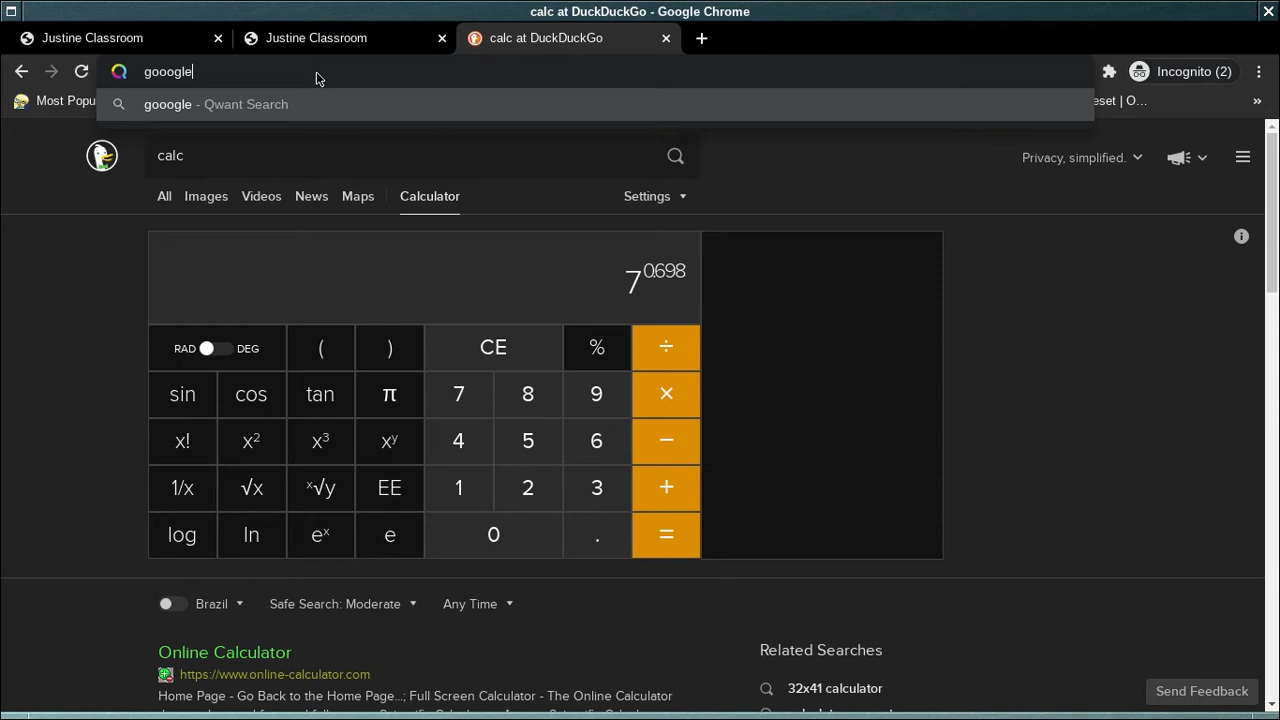 calc at DuckDuckGo - Google Chrome
Justine Classroom
Justine Classroom
calc at DuckDuckGo
gooogle
Incognito (2)
Most Popu
eset | O…
»
gooogle - Qwant Search
calc
Privacy, simplified.
All Images Videos News Maps Calculator Settings
7^0.698
RAD DEG ( ) CE % ÷
sin cos tan π 7 8 9 ×
x! x² x³ xʸ 4 5 6 −
1/x √x ˣ√y EE 1 2 3 +
log ln eˣ e 0 . =
Brazil Safe Search: Moderate Any Time
Online Calculator
https://www.online-calculator.com
Home Page - Go Back to the Home Page...; Full Screen Calculator - The Online Calculator
Related Searches
32x41 calculator
Send Feedback